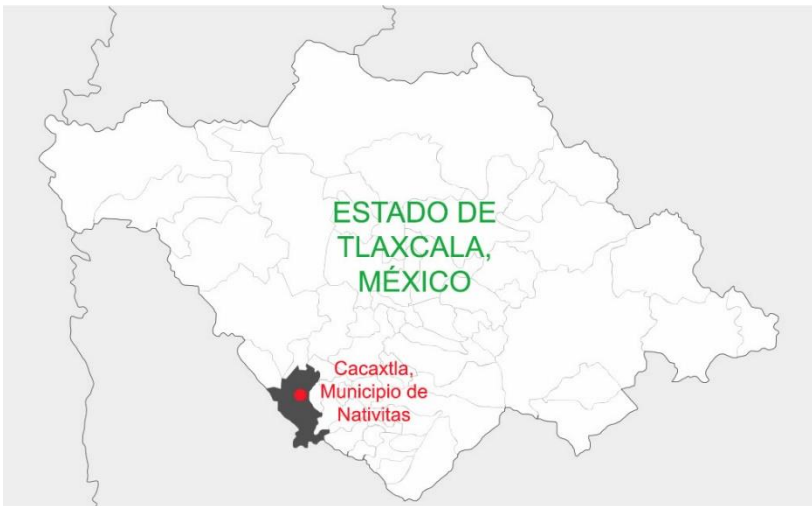 ESTADO DE
TLAXCALA,
MÉXICO
Cacaxtla,
Municipio de
Nativitas